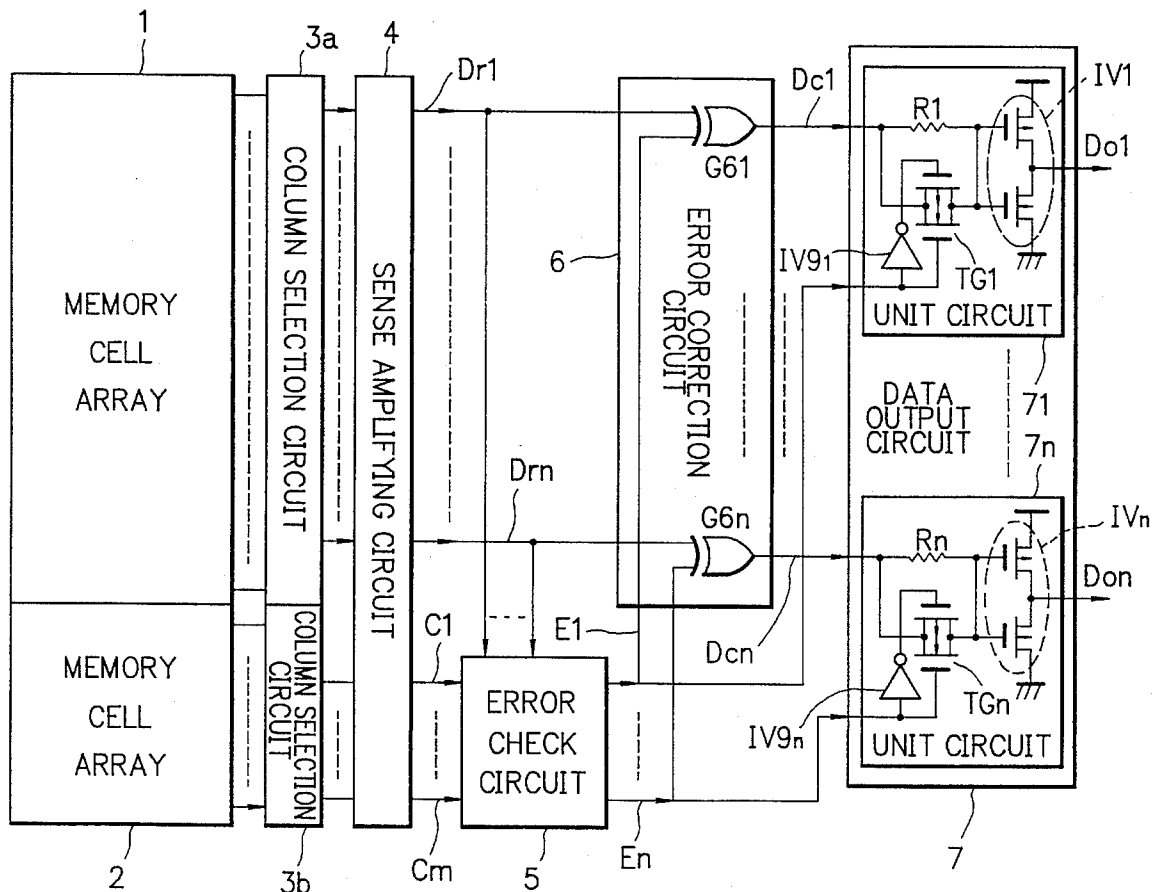 1
2
3a
3b
4
5
6
7
71
7n
MEMORY
CELL
ARRAY
MEMORY
CELL
ARRAY
COLUMN SELECTION CIRCUIT
COLUMN SELECTION
CIRCUIT
SENSE AMPLIFYING CIRCUIT
Dr1
Drn
C1
Cm
ERROR
CHECK
CIRCUIT
E1
En
ERROR CORRECTION
CIRCUIT
G61
G6n
Dc1
Dcn
R1
IV1
Do1
IV91
TG1
UNIT CIRCUIT
DATA
OUTPUT
CIRCUIT
Rn
IVn
Don
IV9n
TGn
UNIT CIRCUIT